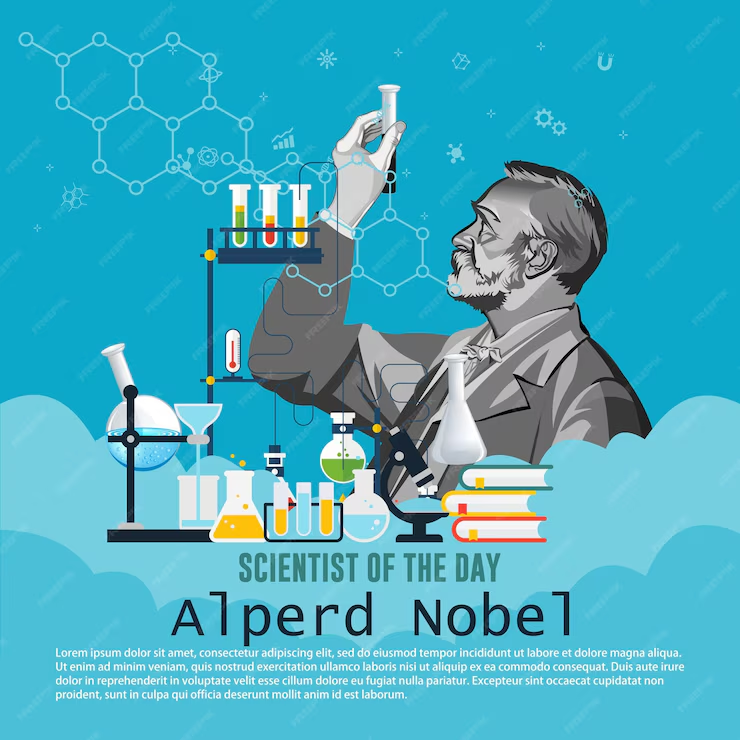 SCIENTIST OF THE DAY
Alperd Nobel
Lorem ipsum dolor sit amet, consectetur adipiscing elit, sed do eiusmod tempor incididunt ut labore et dolore magna aliqua.
Ut enim ad minim veniam, quis nostrud exercitation ullamco laboris nisi ut aliquip ex ea commodo consequat. Duis aute irure
dolor in reprehenderit in voluptate velit esse cillum dolore eu fugiat nulla pariatur. Excepteur sint occaecat cupidatat non
proident, sunt in culpa qui officia deserunt mollit anim id est laborum.